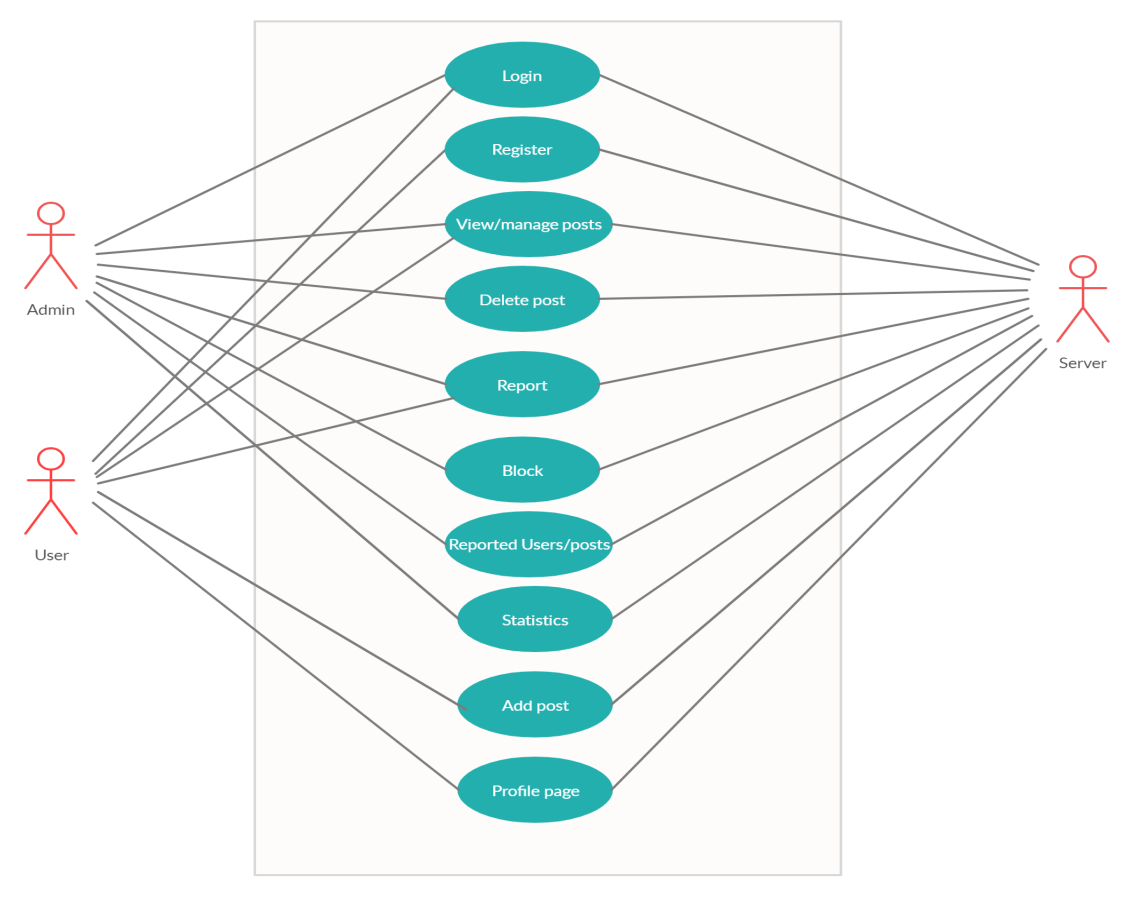 Login
Register
View/manage posts
Delete post
Report
Block
Reported Users/posts
Statistics
Add post
Profile page
Admin
User
Server